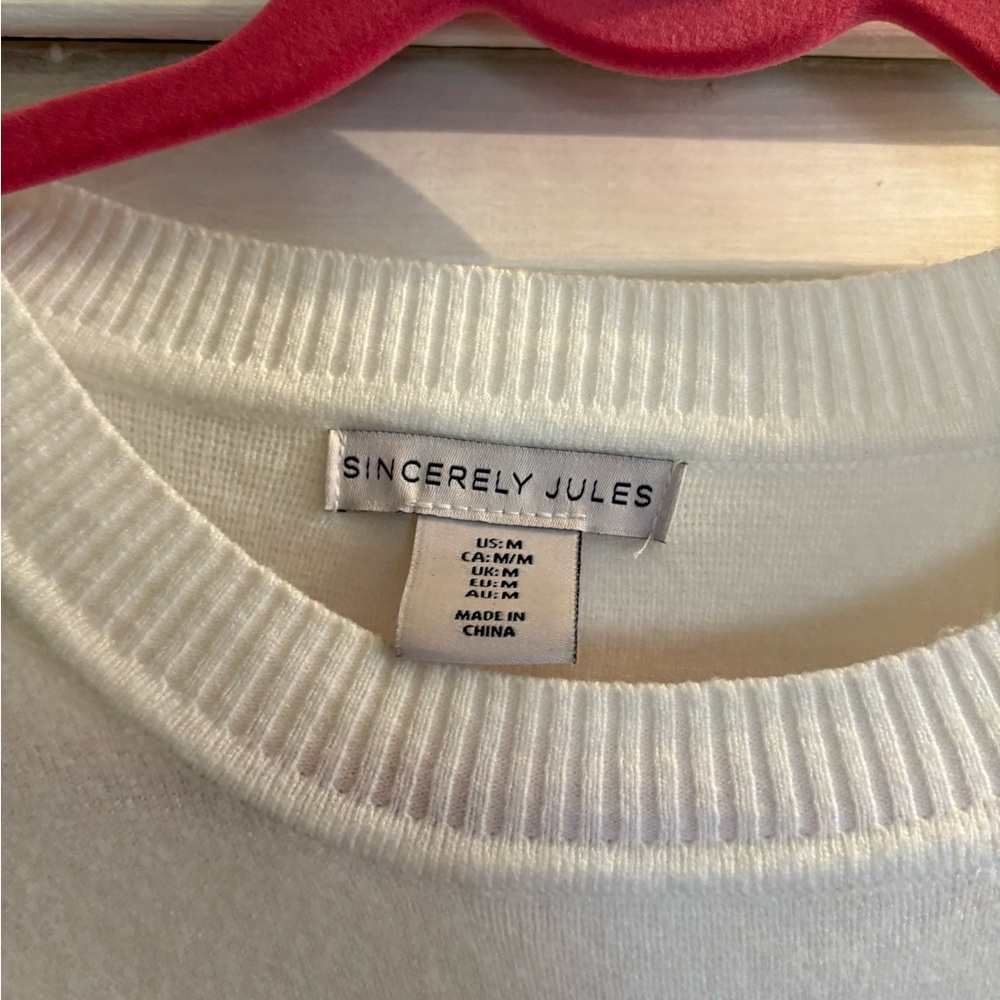 SINCERELY JULES
US: M
CA: M/M
UK: M
EU: M
AU: M
MADE IN
CHINA